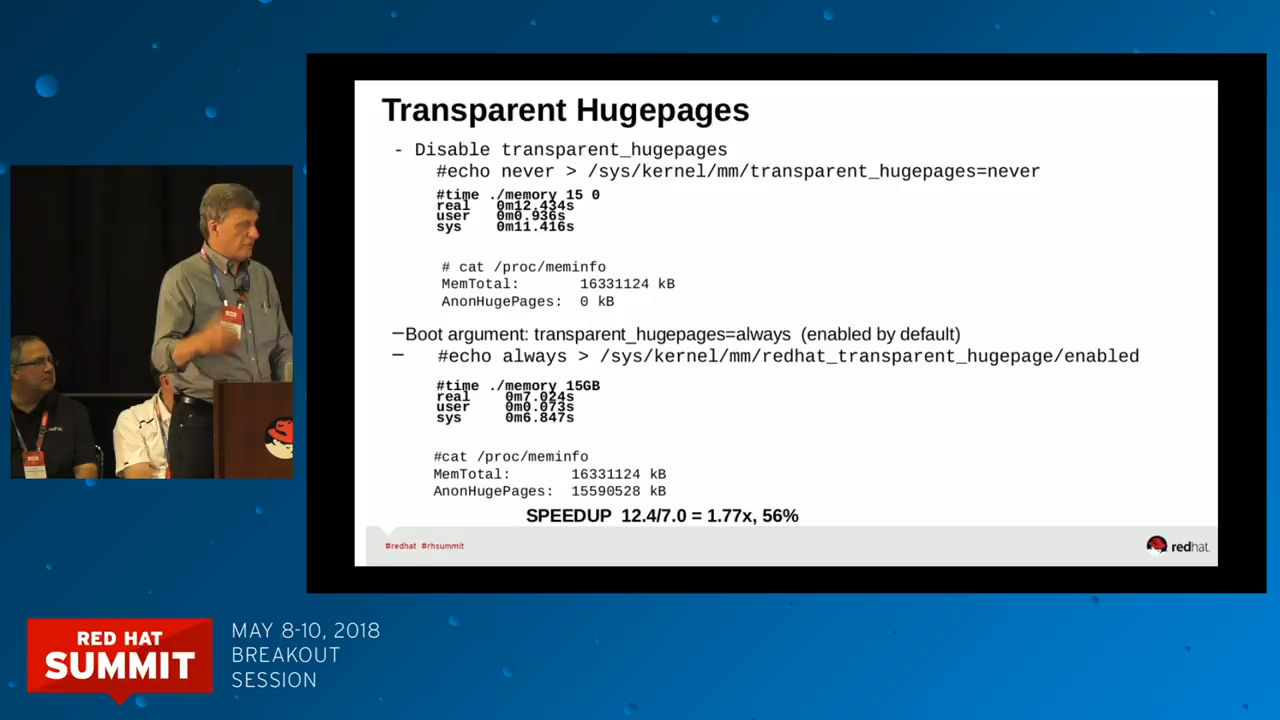 Transparent Hugepages
- Disable transparent_hugepages
#echo never > /sys/kernel/mm/transparent_hugepages=never
#time ./memory 15 0
real 0m12.434s
user 0m0.936s
sys 0m11.416s
# cat /proc/meminfo
MemTotal: 16331124 kB
AnonHugePages: 0 kB
–Boot argument: transparent_hugepages=always (enabled by default)
– #echo always > /sys/kernel/mm/redhat_transparent_hugepage/enabled
#time ./memory 15GB
real 0m7.024s
user 0m0.073s
sys 0m6.847s
#cat /proc/meminfo
MemTotal: 16331124 kB
AnonHugePages: 15590528 kB
SPEEDUP 12.4/7.0 = 1.77x, 56%
#redhat #rhsummit
redhat.
RED HAT
SUMMIT
MAY 8-10, 2018
BREAKOUT
SESSION